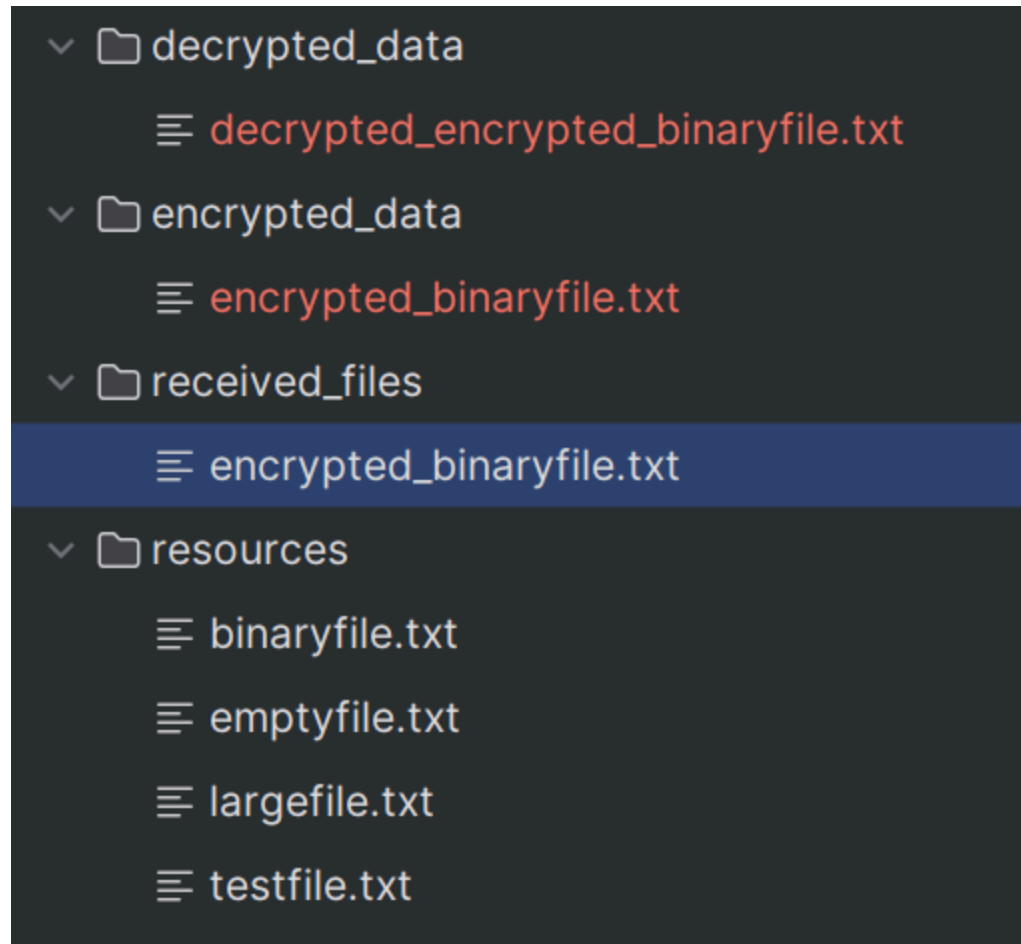 decrypted_data
decrypted_encrypted_binaryfile.txt
encrypted_data
encrypted_binaryfile.txt
received_files
encrypted_binaryfile.txt
resources
binaryfile.txt
emptyfile.txt
largefile.txt
testfile.txt